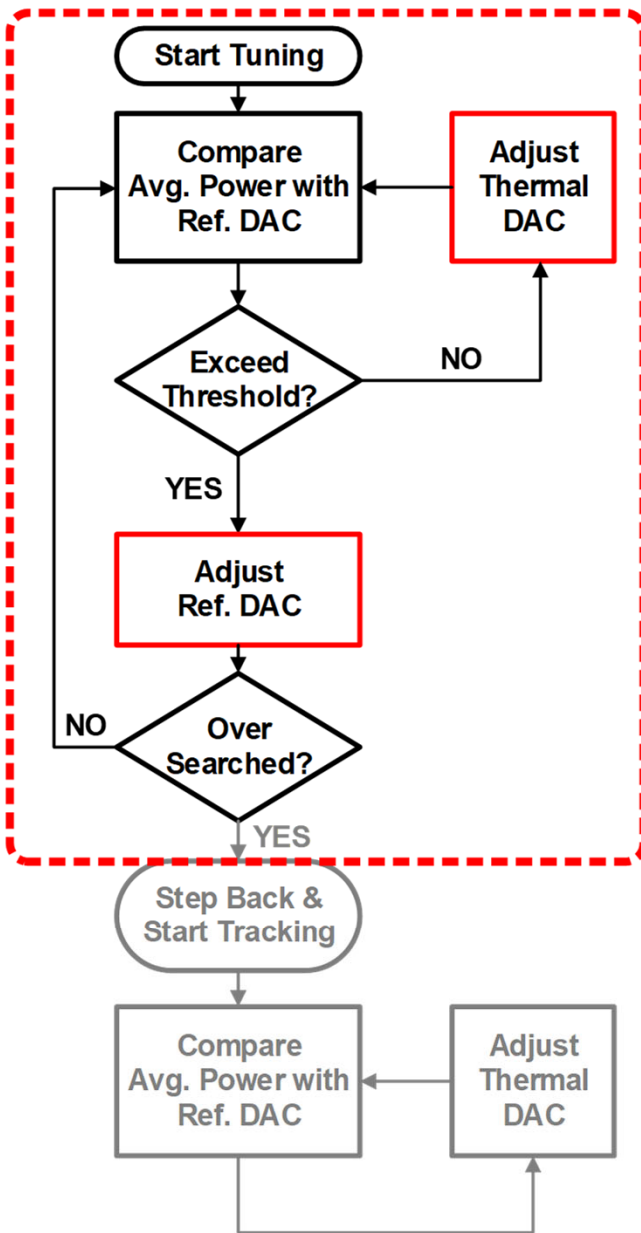 Start Tuning
Compare
Avg. Power with
Ref. DAC
Adjust
Thermal
DAC
Exceed
Threshold?
NO
YES
Adjust
Ref. DAC
NO
Over
Searched?
YES
Step Back &
Start Tracking
Compare
Avg. Power with
Ref. DAC
Adjust
Thermal
DAC